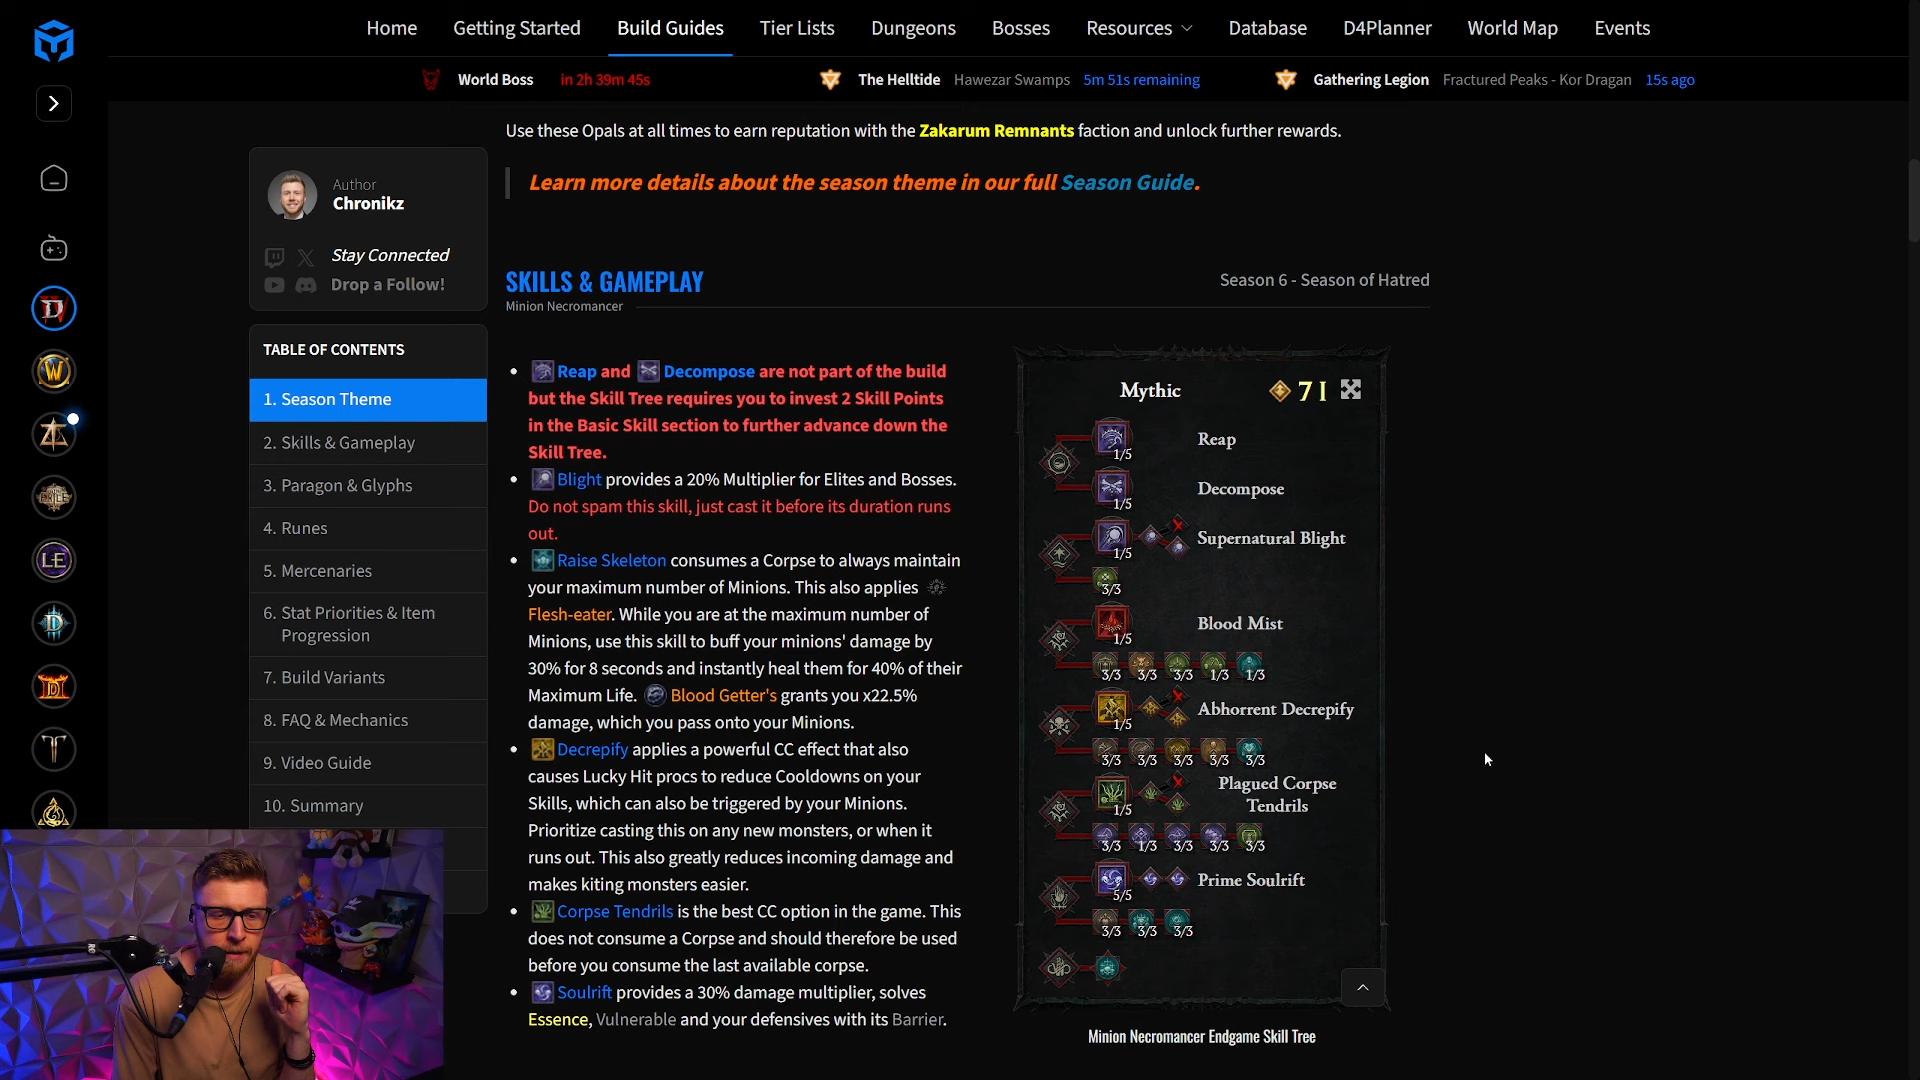 Home Getting Started Build Guides Tier Lists Dungeons Bosses Resources Database D4Planner World Map Events
World Boss in 2h 39m 45s The Helltide Hawezar Swamps 5m 51s remaining Gathering Legion Fractured Peaks - Kor Dragan 15s ago
Use these Opals at all times to earn reputation with the Zakarum Remnants faction and unlock further rewards.
Learn more details about the season theme in our full Season Guide.
Author
Chronikz
Stay Connected
Drop a Follow!
TABLE OF CONTENTS
1. Season Theme
2. Skills & Gameplay
3. Paragon & Glyphs
4. Runes
5. Mercenaries
6. Stat Priorities & Item
Progression
7. Build Variants
8. FAQ & Mechanics
9. Video Guide
10. Summary
SKILLS & GAMEPLAY
Season 6 - Season of Hatred
Minion Necromancer
Reap and Decompose are not part of the build
but the Skill Tree requires you to invest 2 Skill Points
in the Basic Skill section to further advance down the
Skill Tree.
Blight provides a 20% Multiplier for Elites and Bosses.
Do not spam this skill, just cast it before its duration runs
out.
Raise Skeleton consumes a Corpse to always maintain
your maximum number of Minions. This also applies
Flesh-eater. While you are at the maximum number of
Minions, use this skill to buff your minions' damage by
30% for 8 seconds and instantly heal them for 40% of their
Maximum Life. Blood Getter's grants you x22.5%
damage, which you pass onto your Minions.
Decrepify applies a powerful CC effect that also
causes Lucky Hit procs to reduce Cooldowns on your
Skills, which can also be triggered by your Minions.
Prioritize casting this on any new monsters, or when it
runs out. This also greatly reduces incoming damage and
makes kiting monsters easier.
Corpse Tendrils is the best CC option in the game. This
does not consume a Corpse and should therefore be used
before you consume the last available corpse.
Soulrift provides a 30% damage multiplier, solves
Essence, Vulnerable and your defensives with its Barrier.
Mythic 71
Reap
1/5
Decompose
1/5
Supernatural Blight
1/5
3/3
Blood Mist
1/5
3/3 3/3 3/3 1/3 1/3
Abhorrent Decrepify
1/5
3/3 3/3 3/3 3/3 3/3
Plagued Corpse
Tendrils
1/5
3/3 1/3 3/3 3/3 3/3
Prime Soulrift
5/5
3/3 3/3 3/3
Minion Necromancer Endgame Skill Tree